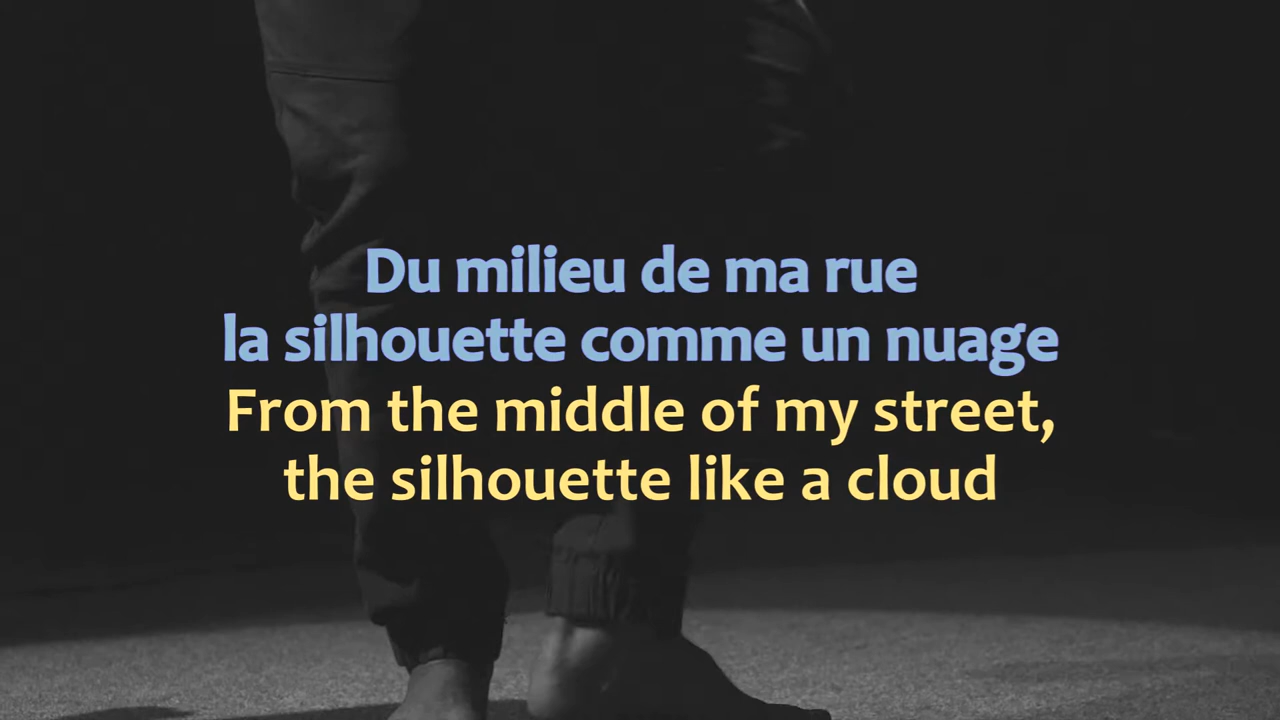 Du milieu de ma rue
la silhouette comme un nuage
From the middle of my street,
the silhouette like a cloud